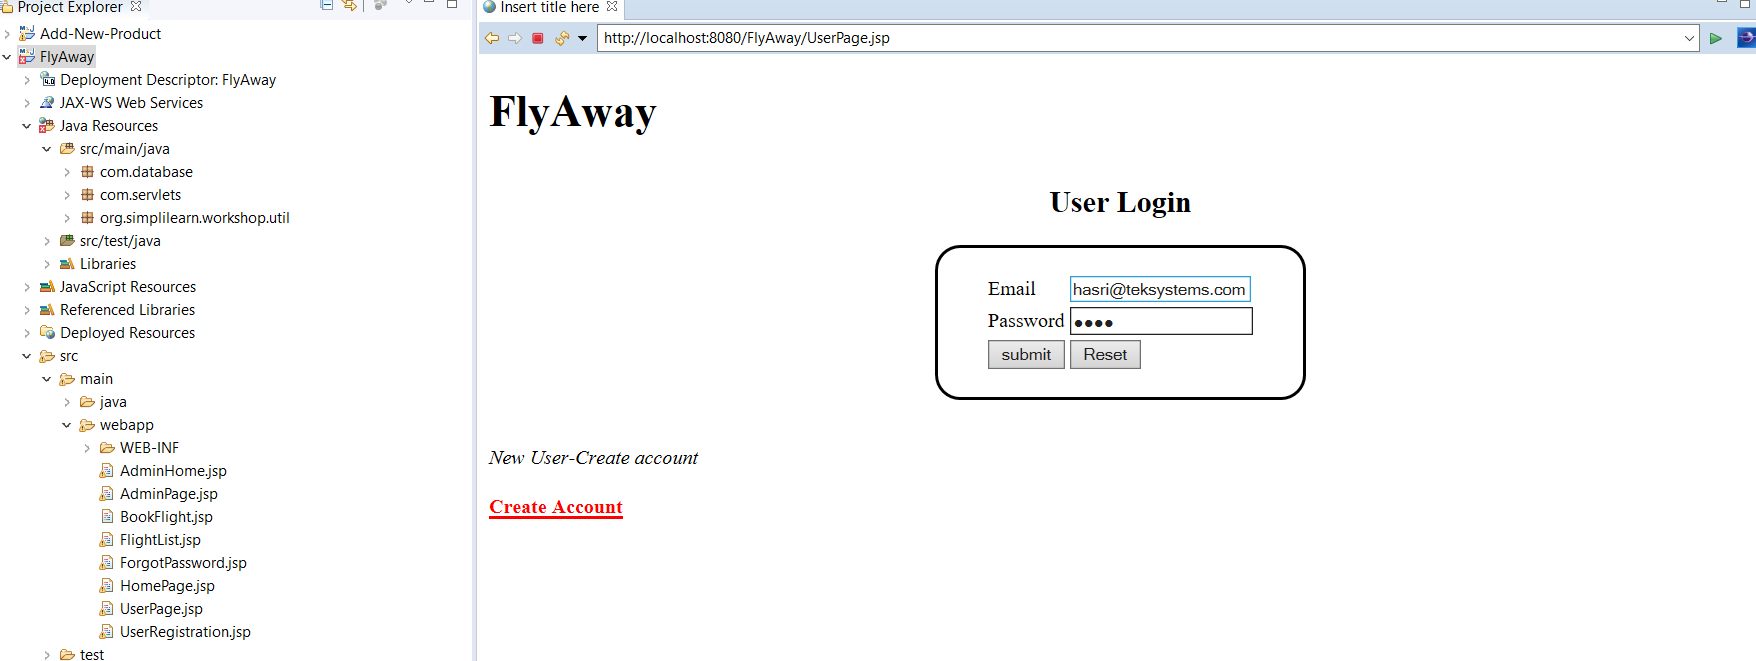 Project Explorer
Add-New-Product
FlyAway
Deployment Descriptor: FlyAway
JAX-WS Web Services
Java Resources
src/main/java
com.database
com.servlets
org.simplilearn.workshop.util
src/test/java
Libraries
JavaScript Resources
Referenced Libraries
Deployed Resources
src
main
java
webapp
WEB-INF
AdminHome.jsp
AdminPage.jsp
BookFlight.jsp
FlightList.jsp
ForgotPassword.jsp
HomePage.jsp
UserPage.jsp
UserRegistration.jsp
test
Insert title here
http://localhost:8080/FlyAway/UserPage.jsp
FlyAway
User Login
Email hasri@teksystems.com
Password ●●●●
submit Reset
New User-Create account
Create Account